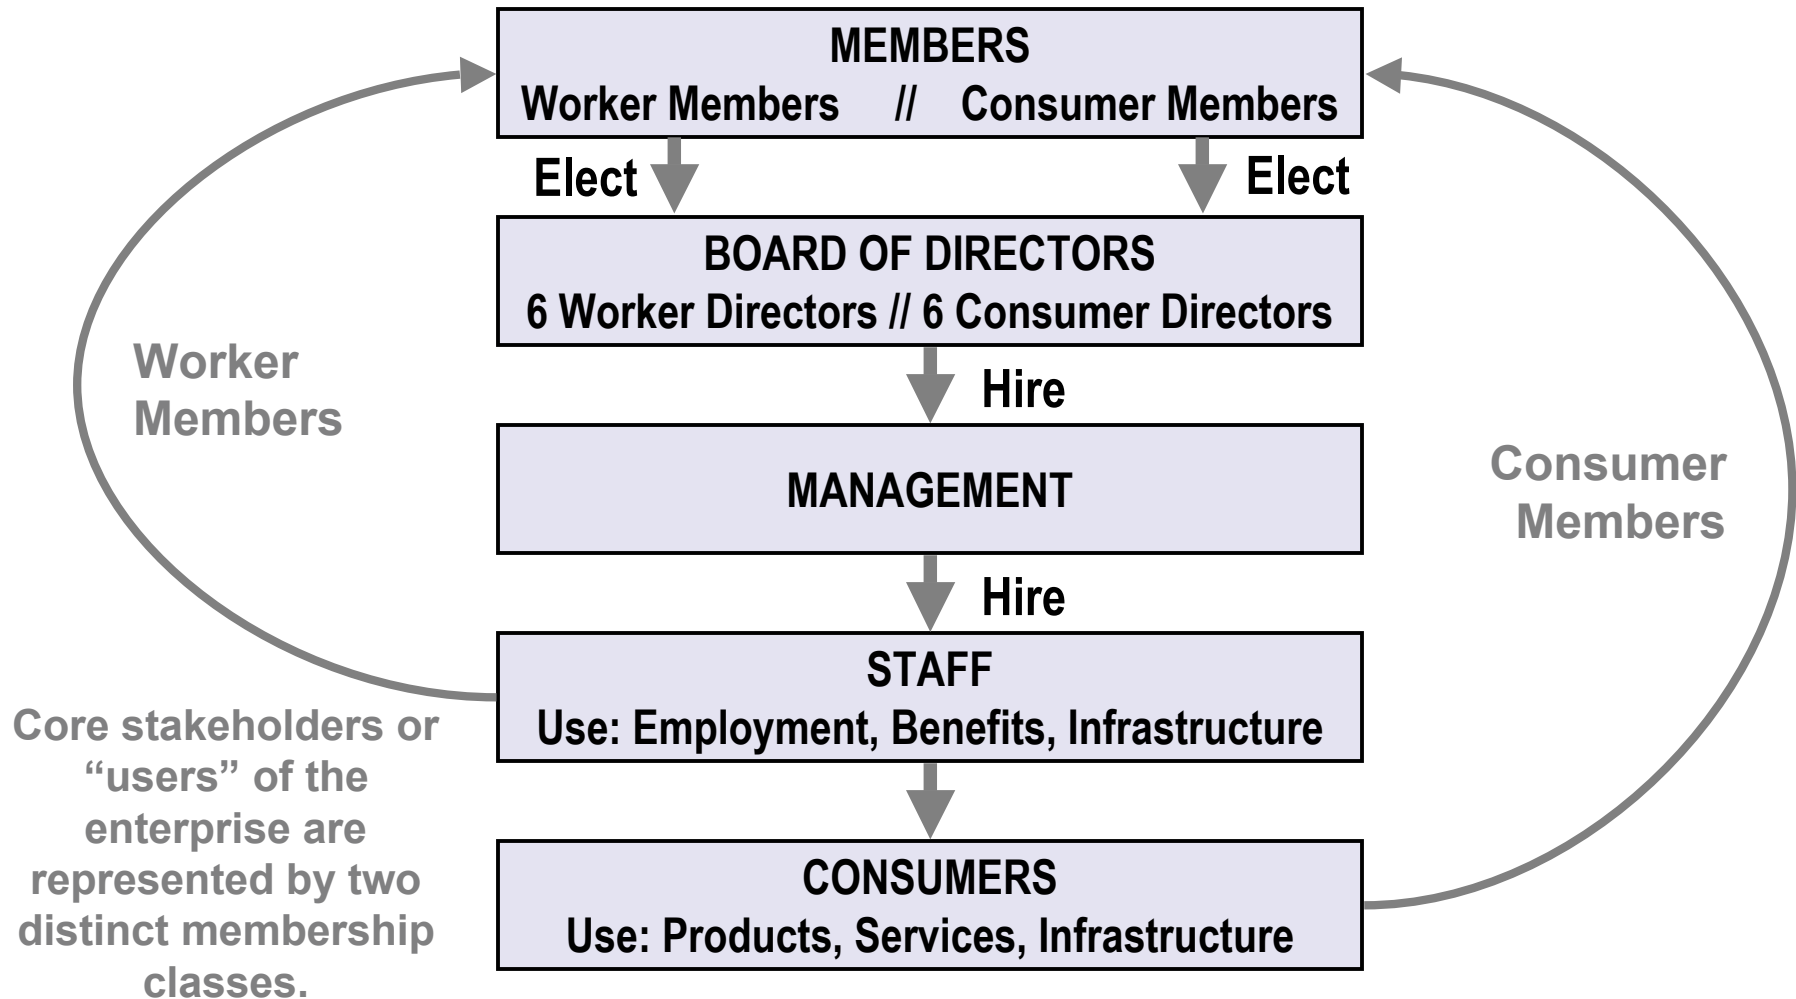 MEMBERS
Worker Members // Consumer Members
Elect
Elect
BOARD OF DIRECTORS
6 Worker Directors // 6 Consumer Directors
Hire
Worker
Members
MANAGEMENT
Consumer
Members
Hire
STAFF
Use: Employment, Benefits, Infrastructure
Core stakeholders or
“users” of the
enterprise are
represented by two
distinct membership
classes.
CONSUMERS
Use: Products, Services, Infrastructure